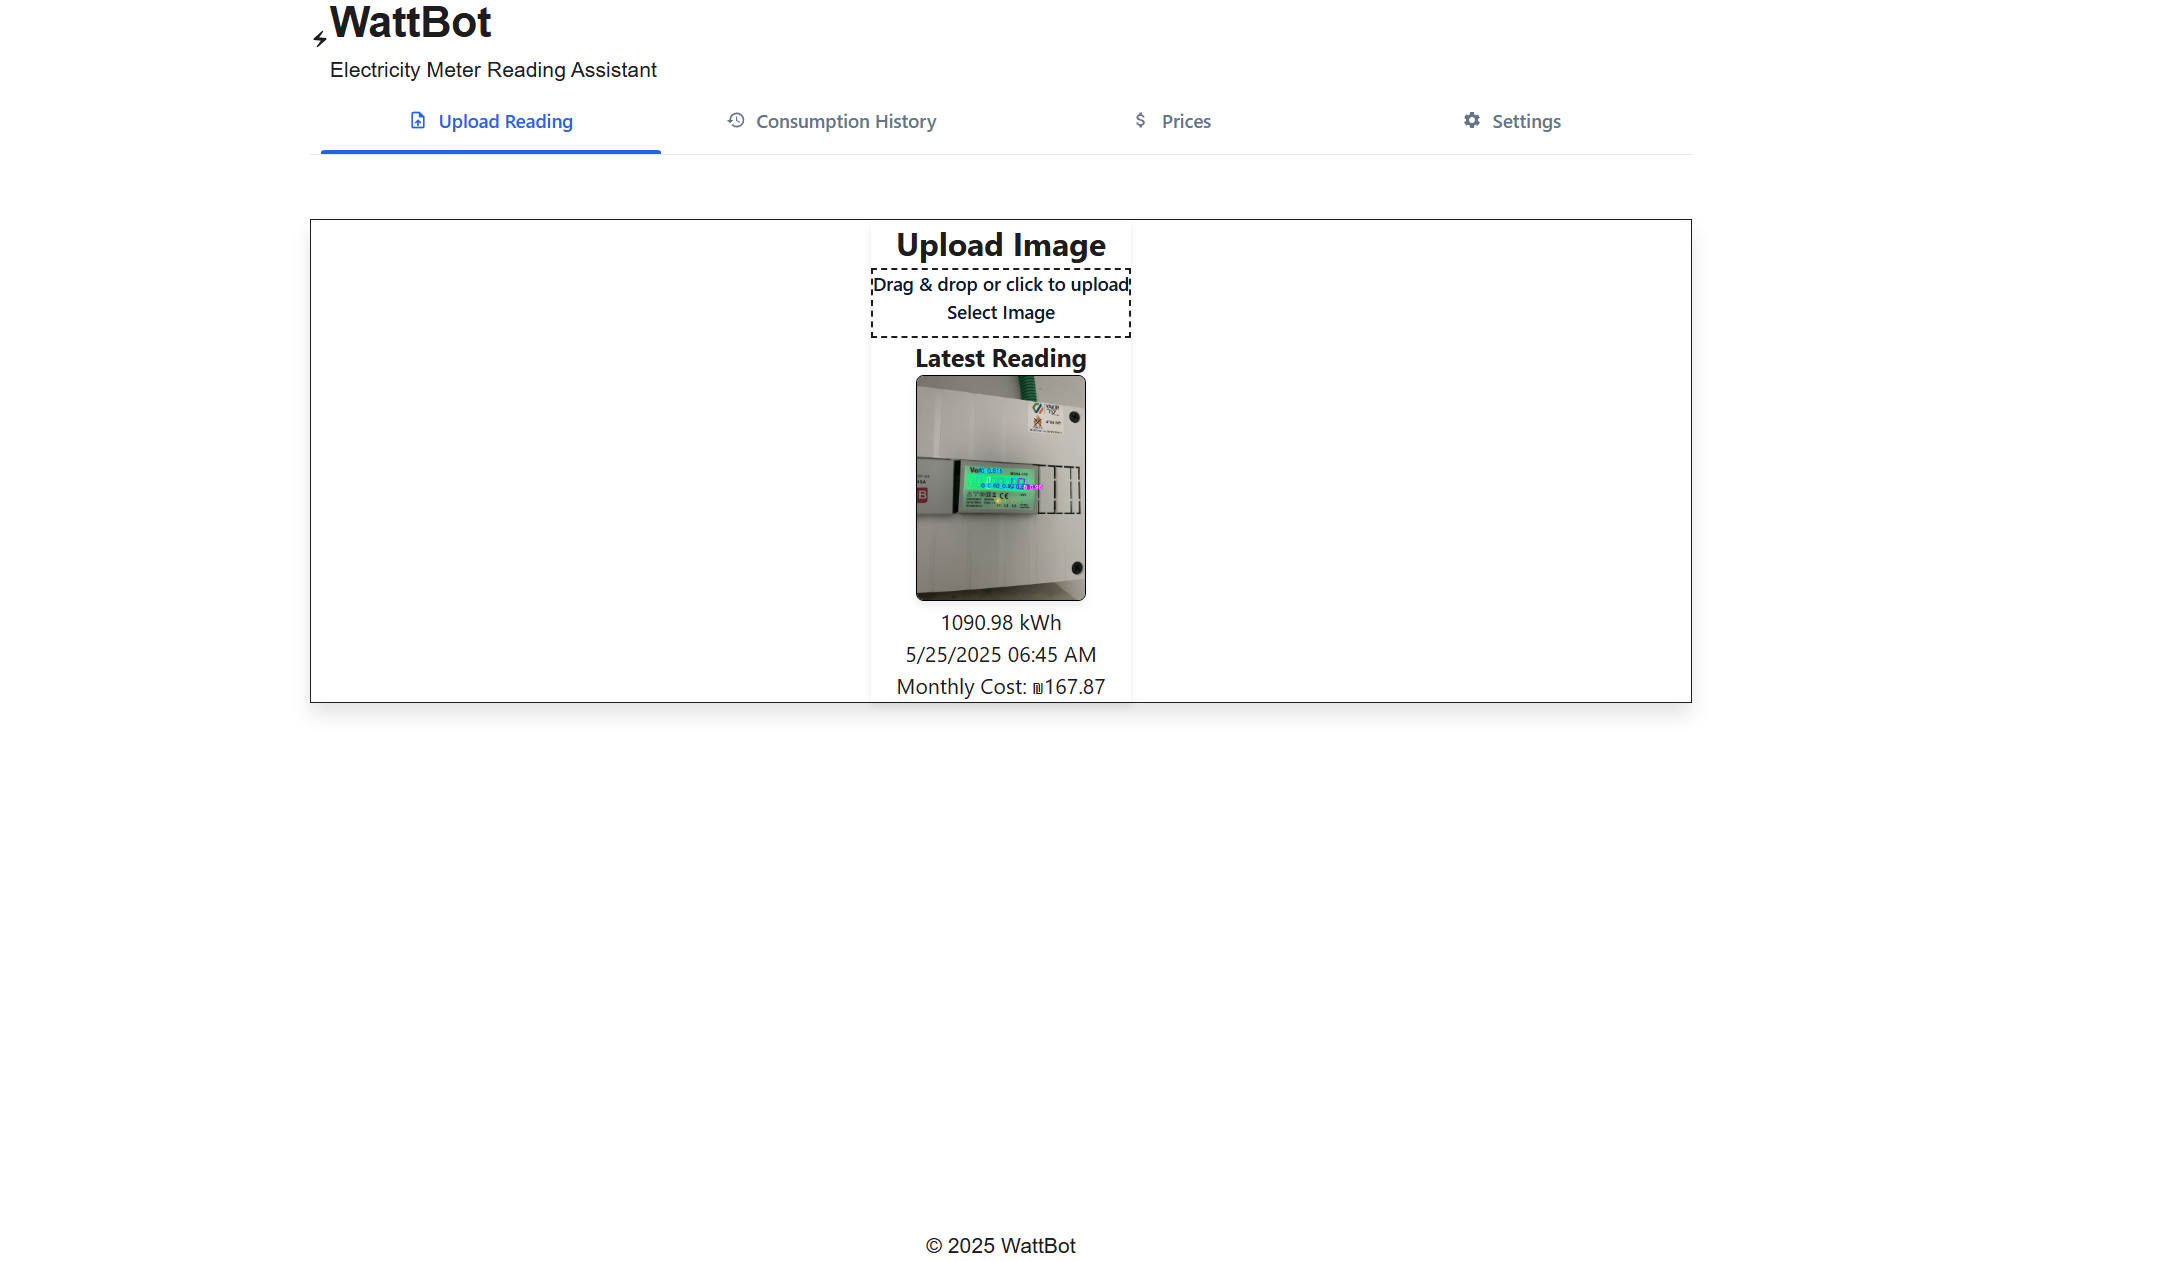 WattBot
Electricity Meter Reading Assistant
Upload Reading
Consumption History
$ Prices
Settings
Upload Image
Drag & drop or click to upload
Select Image
Latest Reading
1090.98 kWh
5/25/2025 06:45 AM
Monthly Cost: ₪167.87
© 2025 WattBot